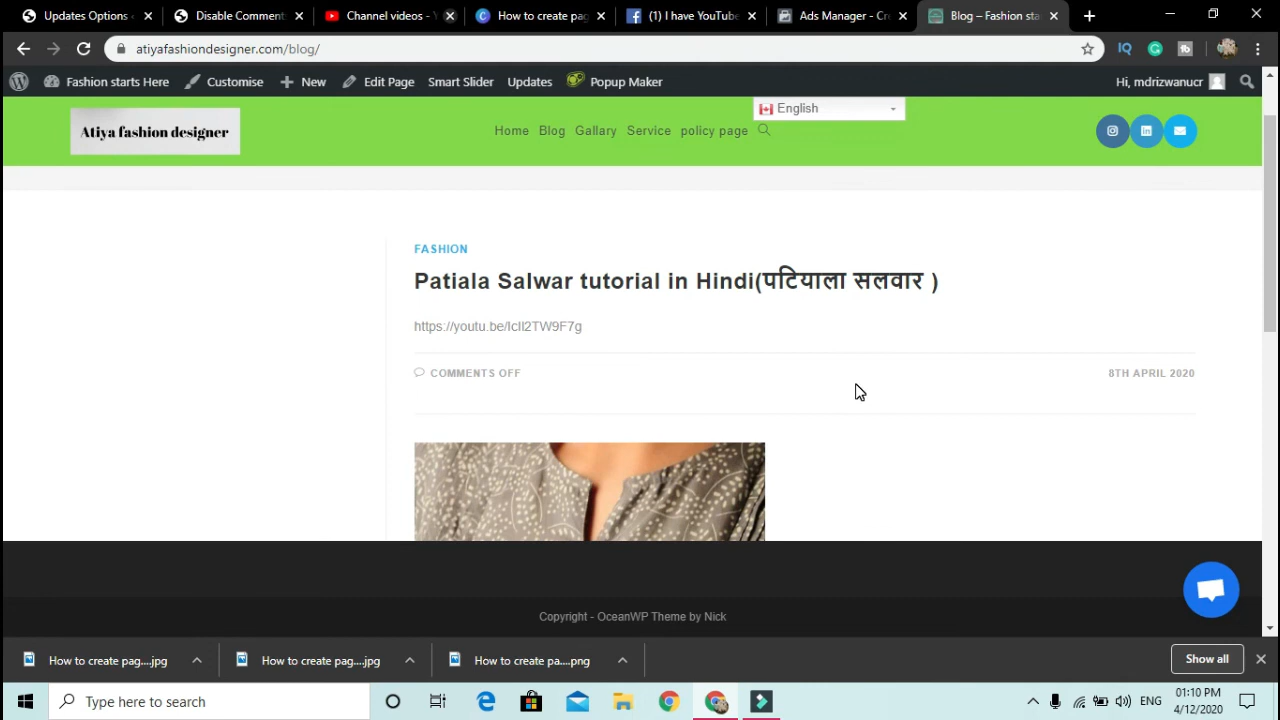 Updates Options
Disable Comment
Channel videos - Y
How to create pag
(1) I have YouTube
Ads Manager - Cre
Blog – Fashion sta
atiyafashiondesigner.com/blog/
IQ
Fashion starts Here
Customise
New
Edit Page
Smart Slider
Updates
Popup Maker
Hi, mdrizwanucr
Atiya fashion designer
Home
Blog
Gallary
Service
policy page
English
FASHION
Patiala Salwar tutorial in Hindi(पटियाला सलवार )
https://youtu.be/IcII2TW9F7g
COMMENTS OFF
8TH APRIL 2020
Copyright - OceanWP Theme by Nick
How to create pag....jpg
How to create pag....jpg
How to create pa....png
Show all
Type here to search
ENG
01:10 PM
4/12/2020